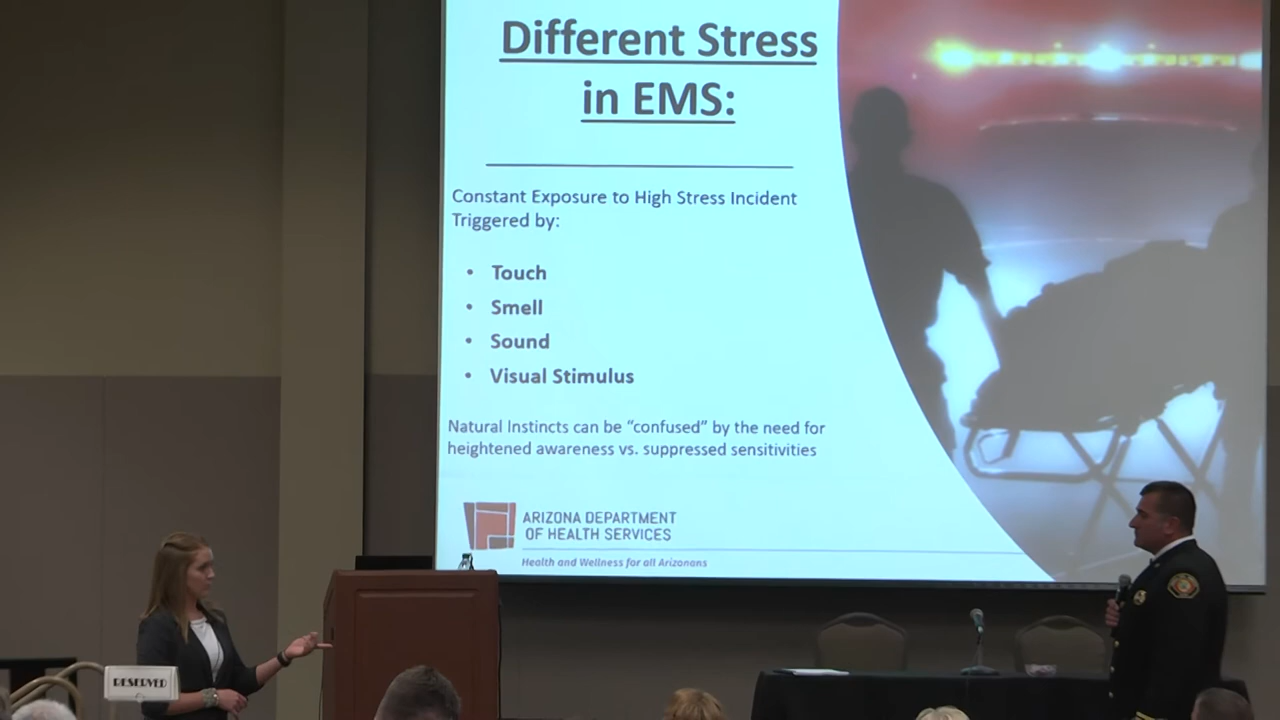 Different Stress
in EMS:
Constant Exposure to High Stress Incident
Triggered by:
• Touch
• Smell
• Sound
• Visual Stimulus
Natural Instincts can be “confused” by the need for
heightened awareness vs. suppressed sensitivities
ARIZONA DEPARTMENT
OF HEALTH SERVICES
Health and Wellness for all Arizonans
RESERVED